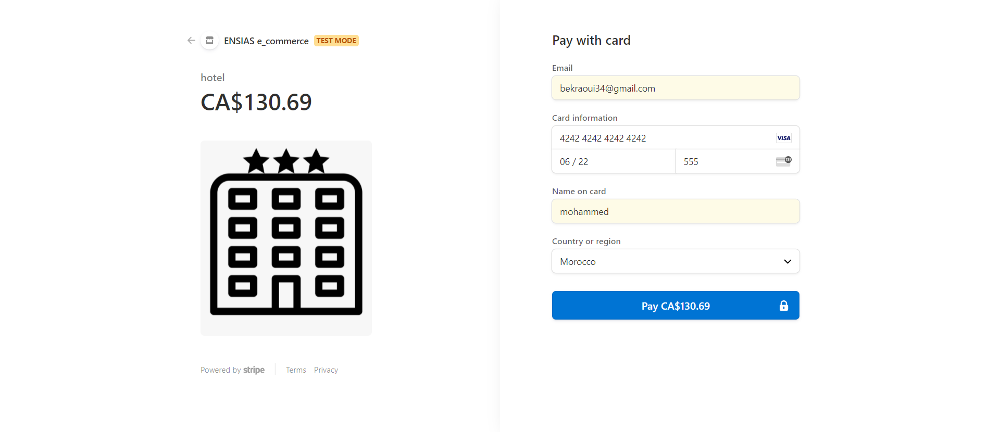 ENSIAS e_commerce TEST MODE
hotel
CA$130.69
Powered by stripe
Terms Privacy
Pay with card
Email
bekraoui34@gmail.com
Card information
4242 4242 4242 4242 VISA
06 / 22
555 135
Name on card
mohammed
Country or region
Morocco
Pay CA$130.69